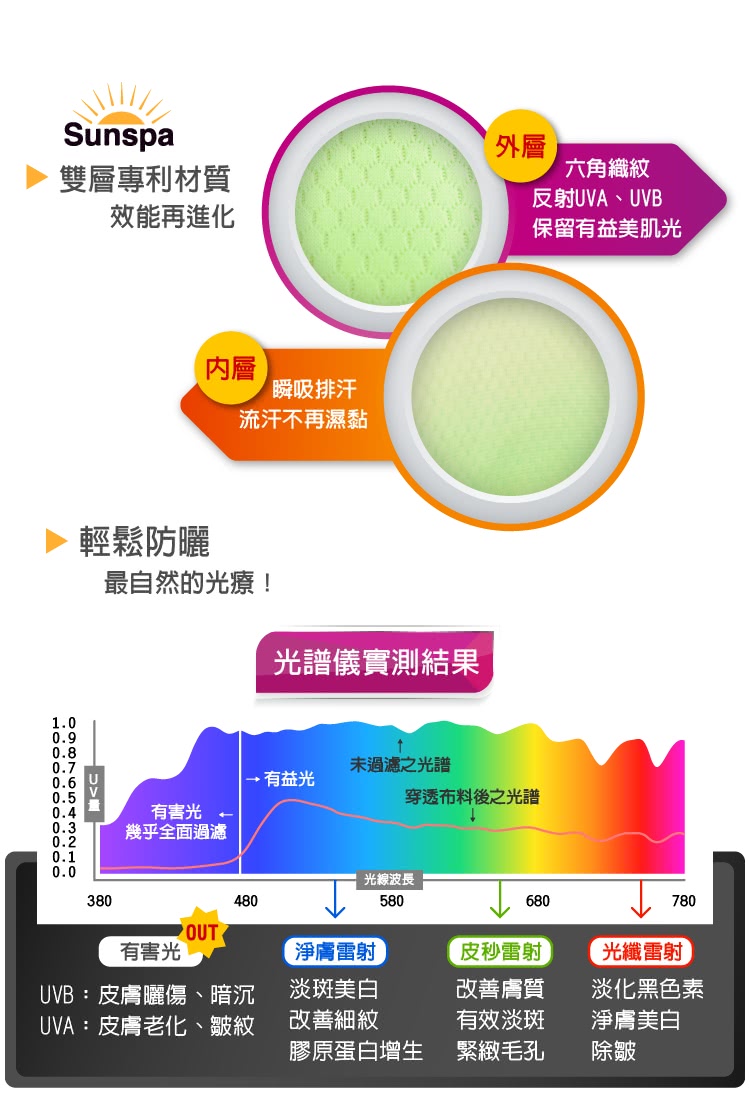 Sunspa
雙層專利材質
效能再進化
外層
六角織紋
反射UVA、UVB
保留有益美肌光
內層
瞬吸排汗
流汗不再濕黏
輕鬆防曬
最自然的光療！
光譜儀實測結果
1.0
0.9
0.8
0.7
0.6
0.5
0.4
0.3
0.2
0.1
0.0
UV量
未過濾之光譜
→有益光
穿透布料後之光譜
有害光 ←
幾乎全面過濾
光線波長
380 480 580 680 780
OUT
有害光
UVB：皮膚曬傷、暗沉
UVA：皮膚老化、皺紋
淨膚雷射
淡斑美白
改善細紋
膠原蛋白增生
皮秒雷射
改善膚質
有效淡斑
緊緻毛孔
光纖雷射
淡化黑色素
淨膚美白
除皺